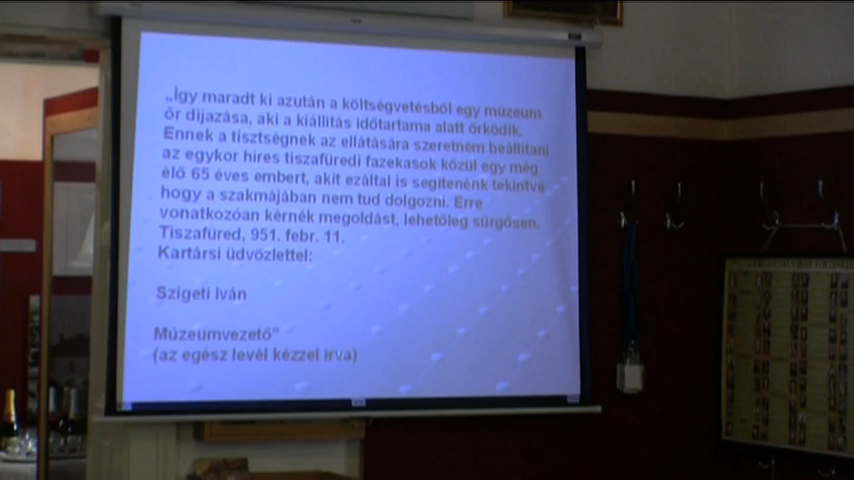 „Így maradt ki azután a költségvetésből egy múzeum
őr díjazása, aki a kiállítás időtartama alatt őrködik.
Ennek a tisztségnek az ellátására szeretném beállítani
az egykor híres tiszafüredi fazekasok közül egy még
élő 65 éves embert, akit ezáltal is segítenénk tekintve
hogy a szakmájában nem tud dolgozni. Erre
vonatkozóan kérnék megoldást, lehetőleg sürgősen.
Tiszafüred, 951. febr. 11.
Kartársi üdvözlettel:
Szigeti Iván
Múzeumvezető"
(az egész levél kézzel írva)